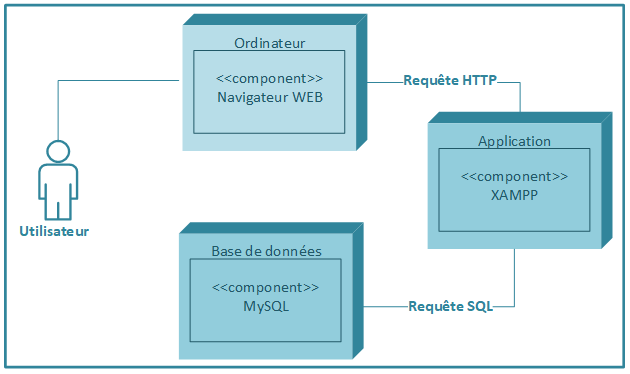 Ordinateur
<<component>>
Navigateur WEB
Requête HTTP
Application
<<component>>
XAMPP
Utilisateur
Base de données
<<component>>
MySQL
Requête SQL